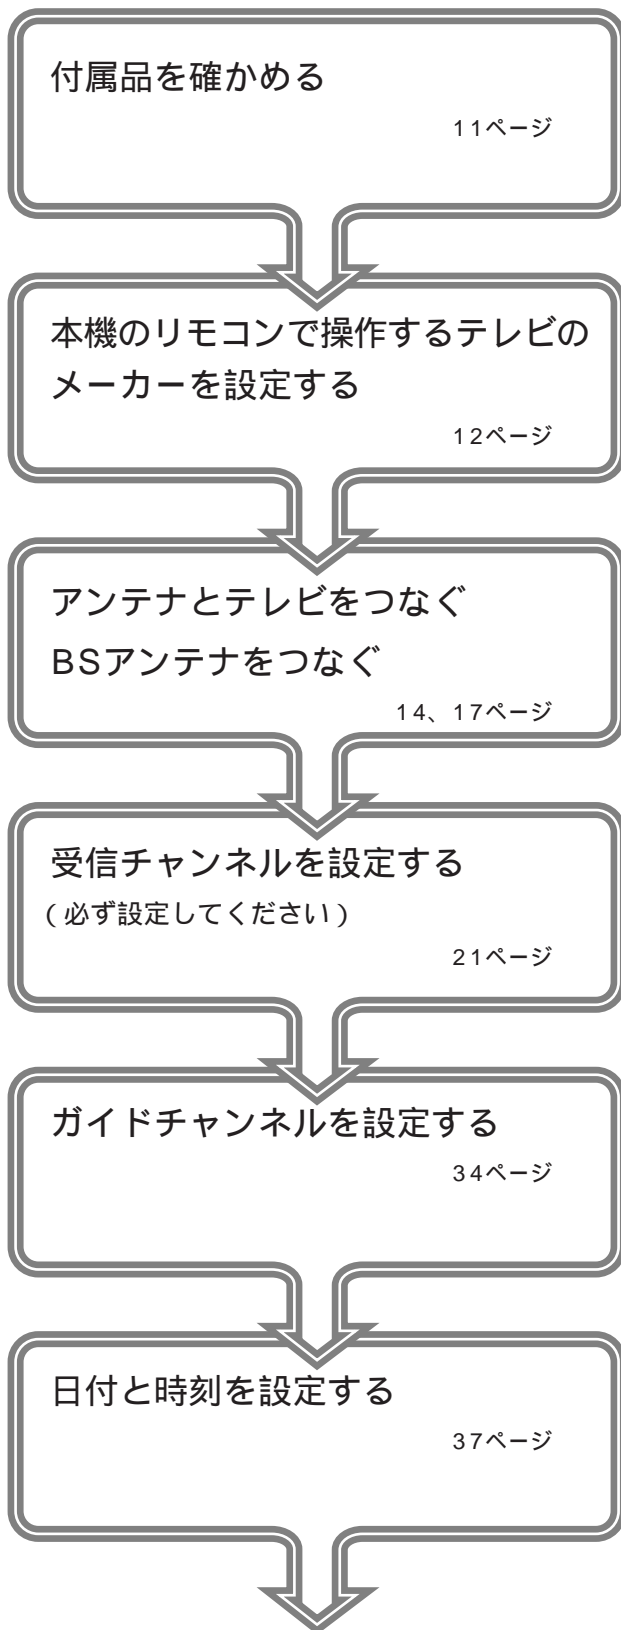 付属品を確かめる
11ページ
本機のリモコンで操作するテレビの
メーカーを設定する
12ページ
アンテナとテレビをつなぐ
BSアンテナをつなぐ
14、17ページ
受信チャンネルを設定する
(必ず設定してください)
21ページ
ガイドチャンネルを設定する
34ページ
日付と時刻を設定する
37ページ